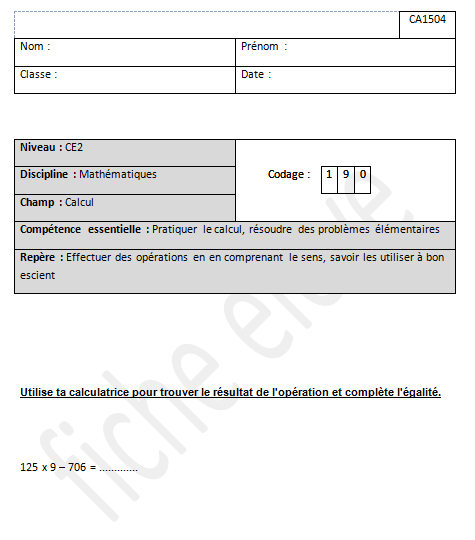 CA1504
Nom :
Prénom :
Classe :
Date :
Niveau : CE2
Discipline : Mathématiques
Codage : 1 9 0
Champ : Calcul
Compétence essentielle : Pratiquer le calcul, résoudre des problèmes élémentaires
Repère : Effectuer des opérations en en comprenant le sens, savoir les utiliser à bon
escient
fiche eleve
Utilise ta calculatrice pour trouver le résultat de l'opération et complète l'égalité.
125 x 9 – 706 = .............